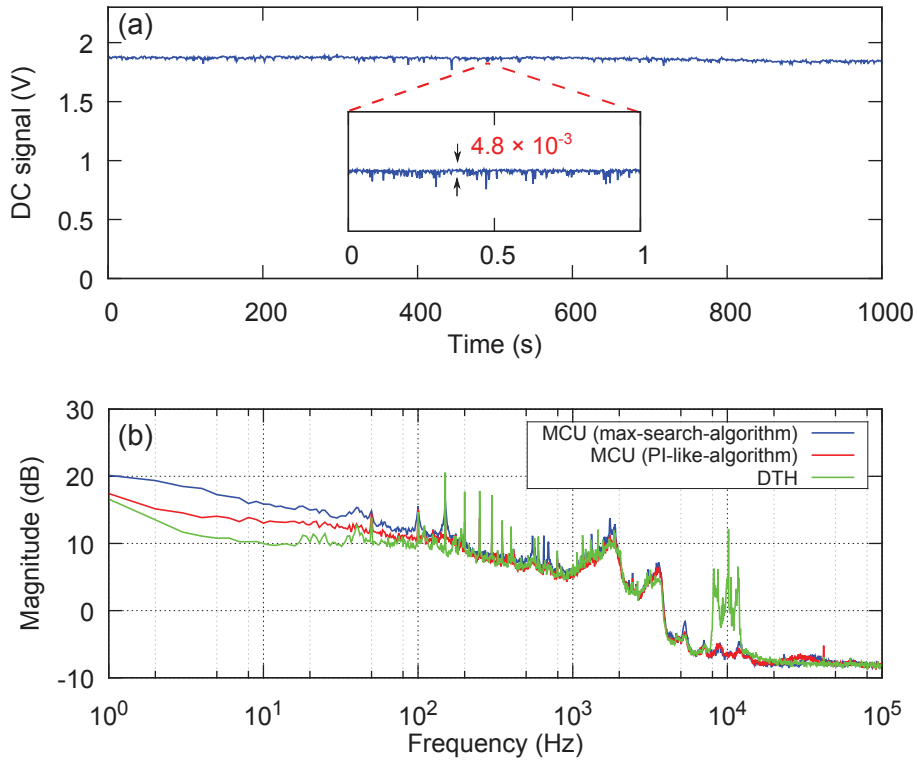 (a)
DC signal (V)
2
1.5
1
0.5
0
4.8 × 10⁻³
0 0.5 1
0 200 400 600 800 1000
Time (s)
(b)
Magnitude (dB)
30
20
10
0
-10
MCU (max-search-algorithm)
MCU (PI-like-algorithm)
DTH
10⁰ 10¹ 10² 10³ 10⁴ 10⁵
Frequency (Hz)